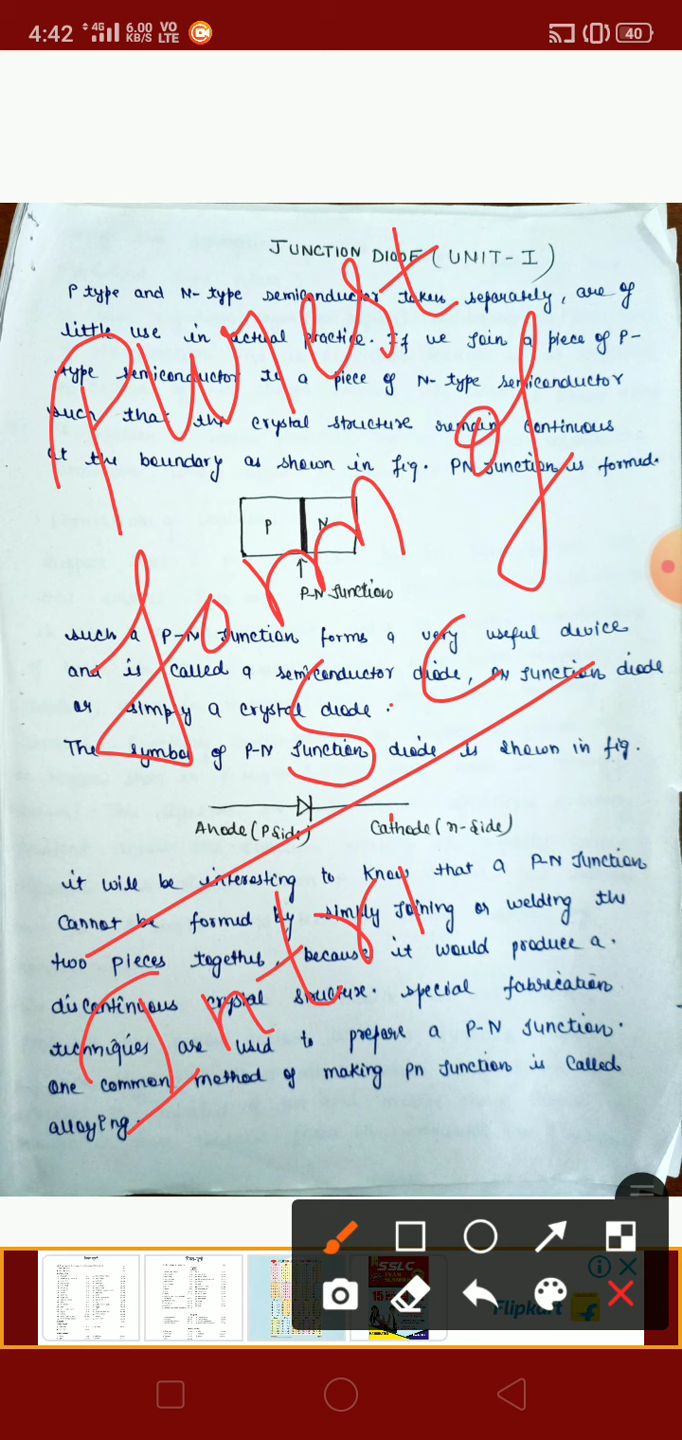 4:42 4G 6.00 KB/S VO LTE 40
JUNCTION DIODE (UNIT-I)
P type and N-type semiconductor taken separately, are of
little use in actual practice. If we Join a piece of P-
type semiconductor to a piece of N-type semiconductor
such that the crystal structure remain continuous
at the boundary as shown in fig. PN Junction is formed.
P N
P-N Junction
such a P-N Junction forms a very useful device
and is called a semiconductor diode, PN Junction diode
or simply a crystal diode.
The symbol of P-N Junction diode is shown in fig.
Anode (P side) Cathode (n-side)
it will be interesting to know that a P-N Junction
cannot be formed by simply Joining or welding the
two pieces together, because it would produce a
discontinuous crystal structure. special fabrication
techniques are used to prepare a P-N Junction.
One common method of making Pn Junction is called
alloying.
Purest
of
form
SC
Intr
SSLC
15
Flipkart